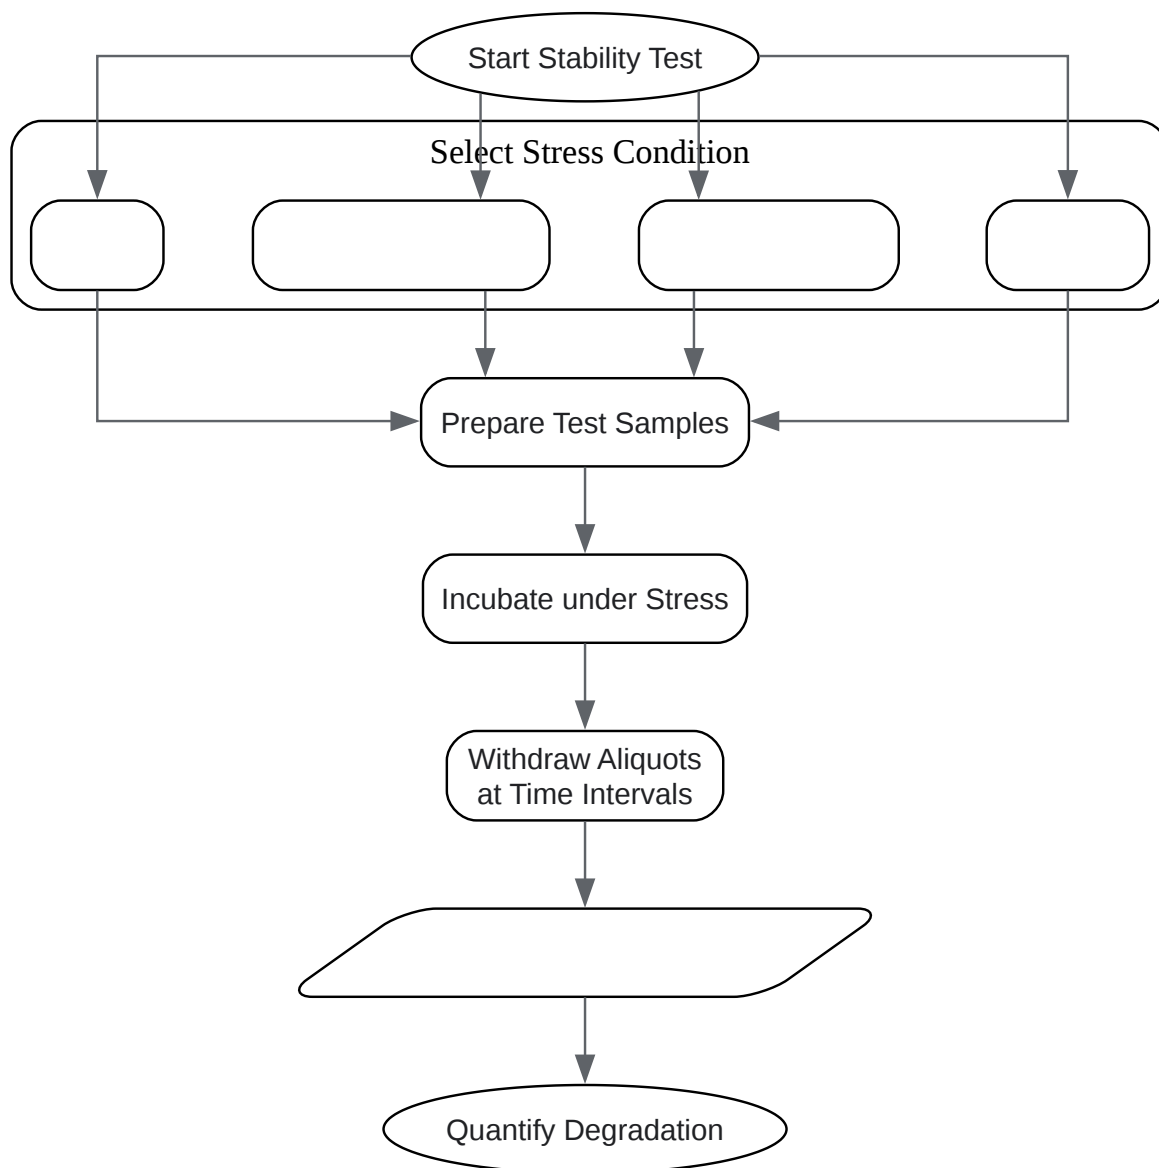 Start Stability Test
Select Stress Condition
Prepare Test Samples
Incubate under Stress
Withdraw Aliquots
at Time Intervals
Quantify Degradation